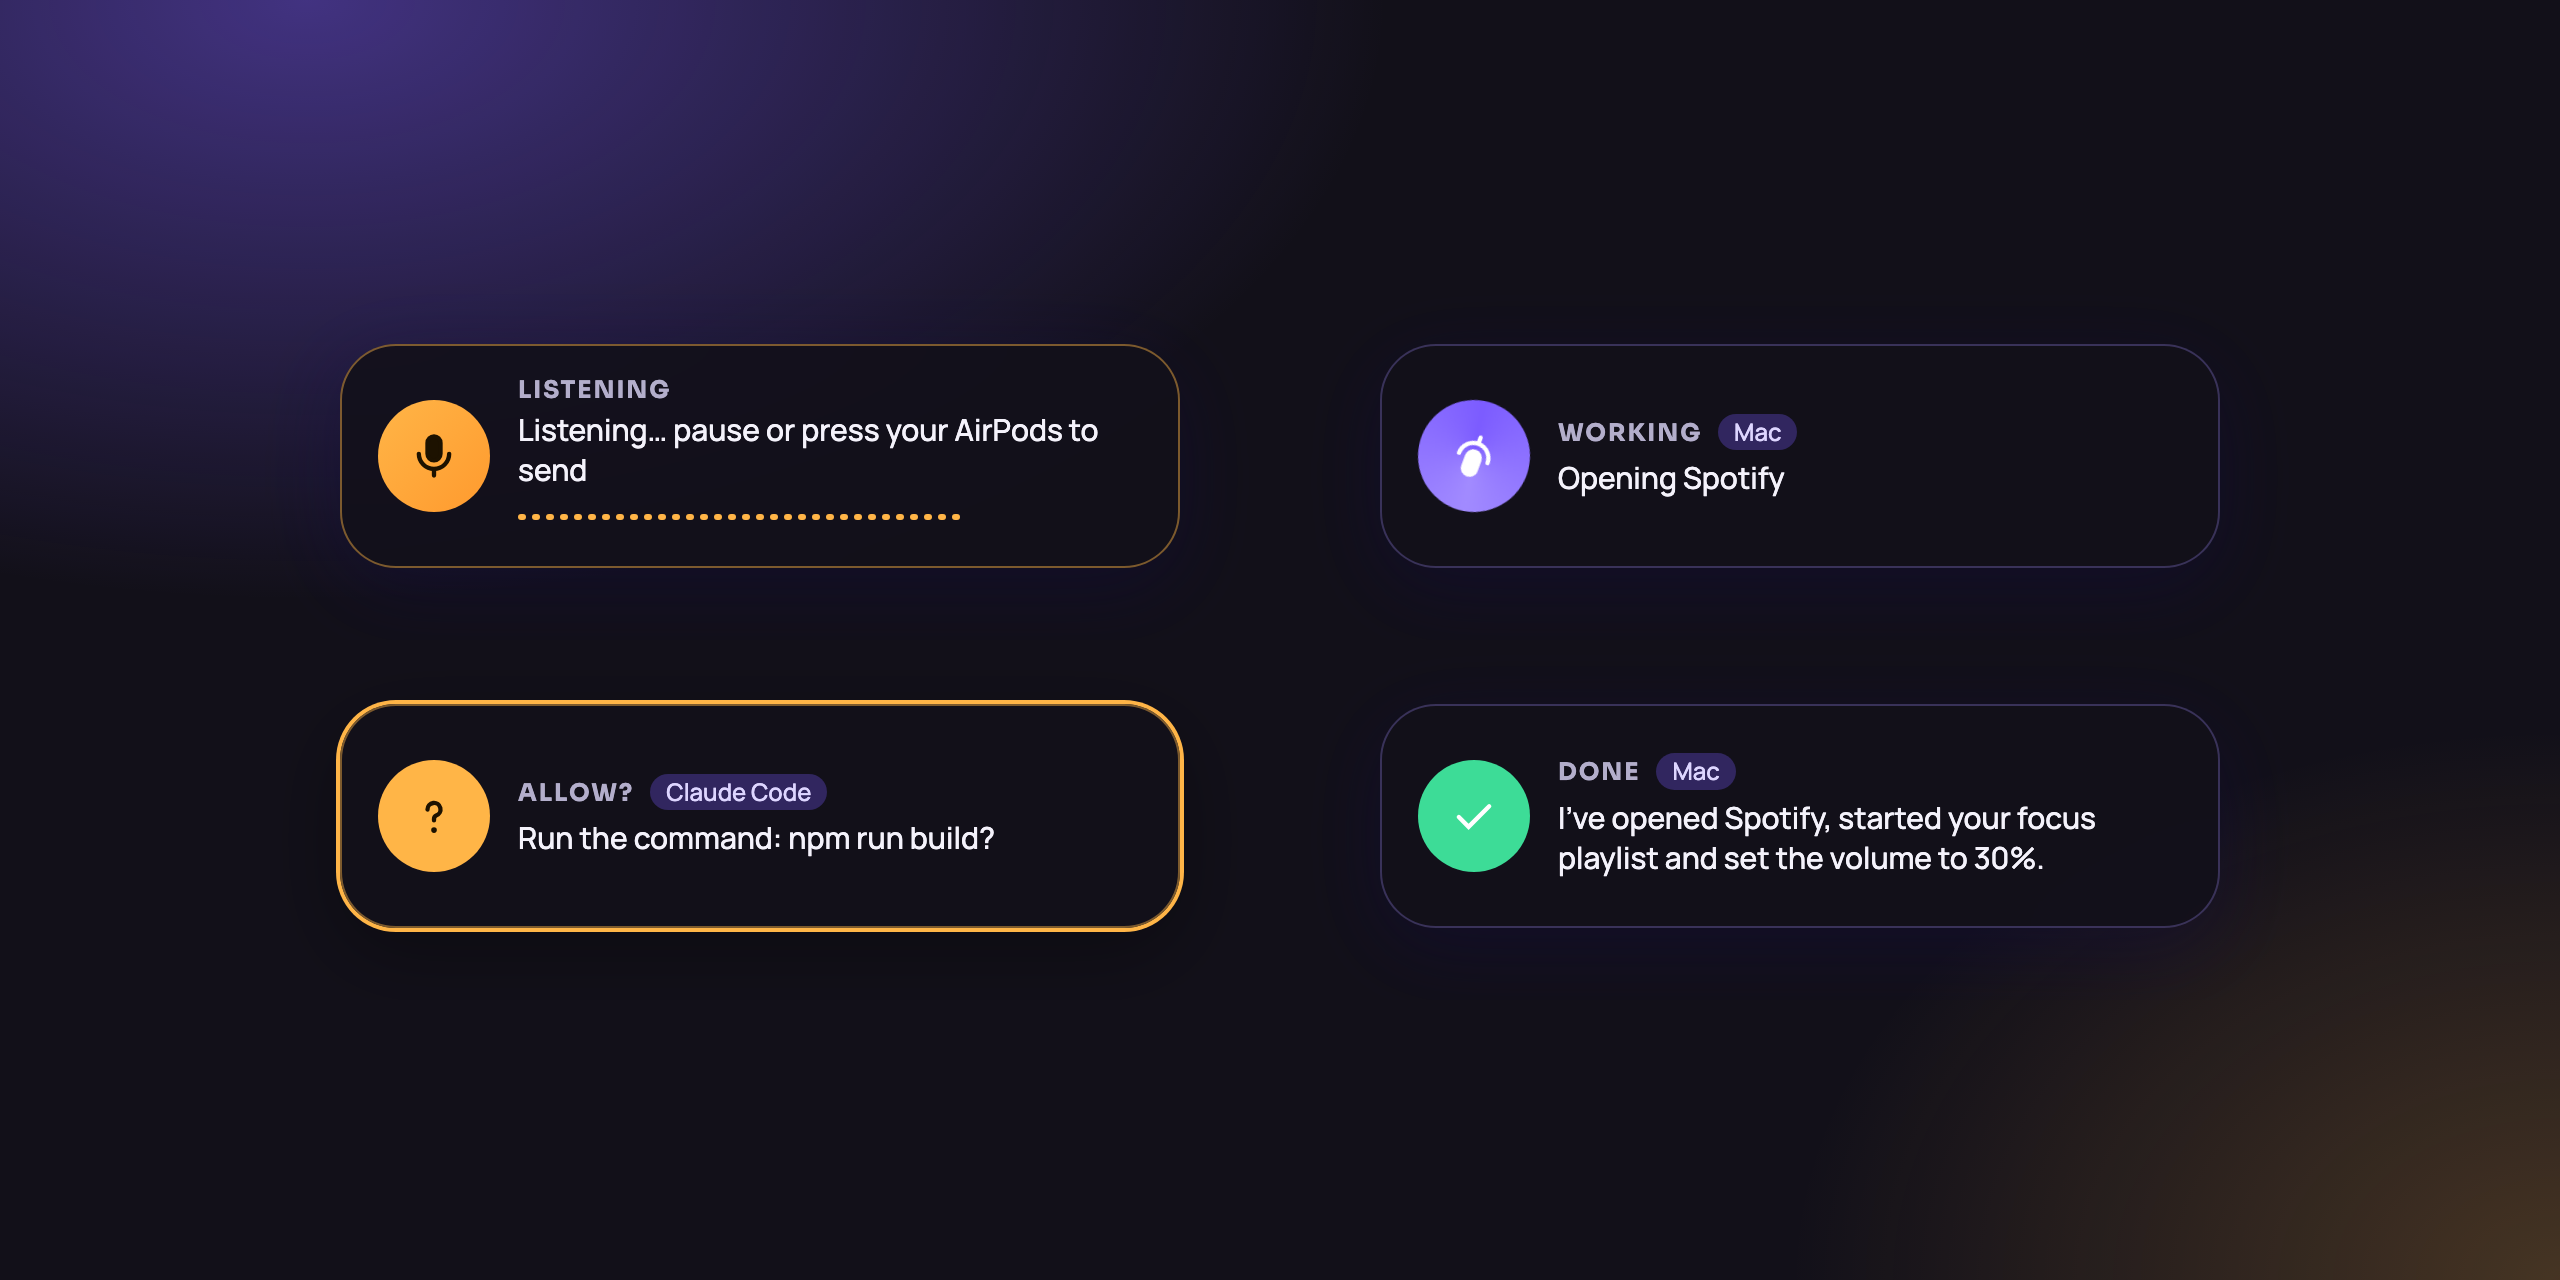 LISTENING
Listening... pause or press your AirPods to
send
WORKING Mac
Opening Spotify
ALLOW? Claude Code
Run the command: npm run build?
DONE Mac
I’ve opened Spotify, started your focus
playlist and set the volume to 30%.